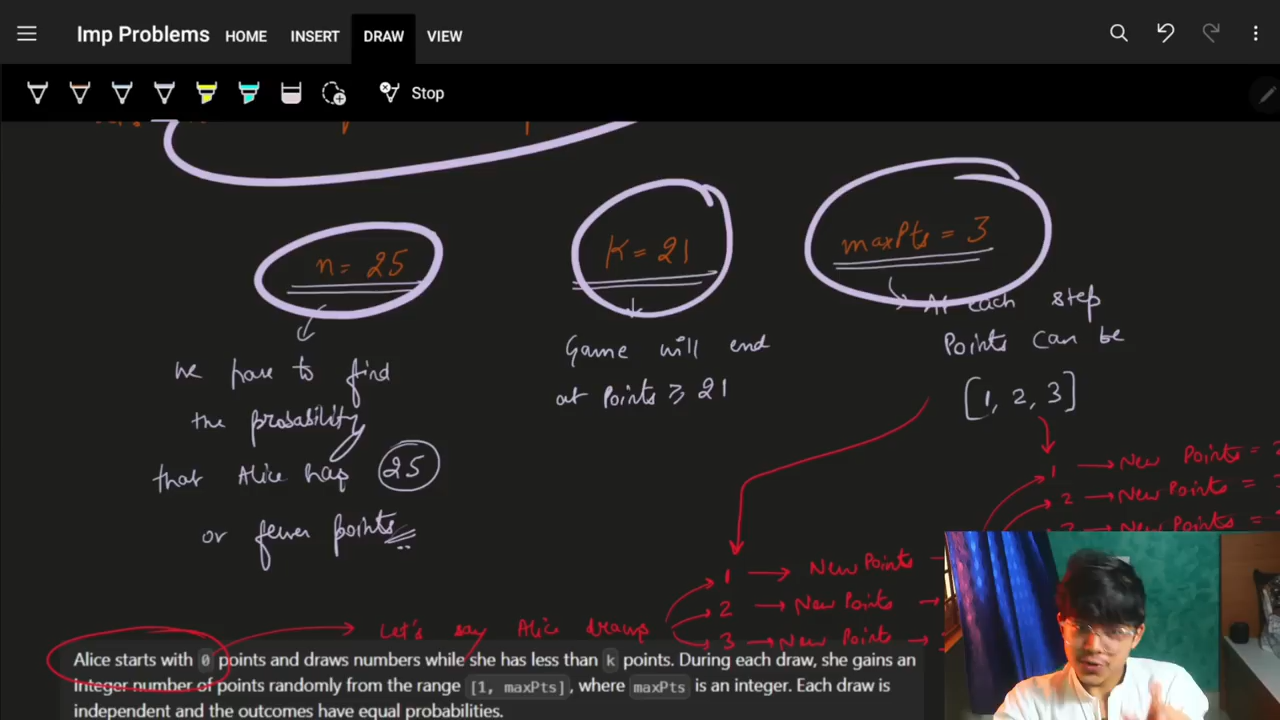 Imp Problems HOME INSERT DRAW VIEW
Stop
n = 25
K = 21
maxPts = 3
we have to find
the probability
that Alice has 25
or fewer points
Game will end
at Points ≥ 21
At each step
Points can be
[1, 2, 3]
1 → New Points =
2 → New Points =
New Points =
1 → New Points
2 → New Points →
3 → New Points →
Let's say Alice draws
Alice starts with 0 points and draws numbers while she has less than k points. During each draw, she gains an
integer number of points randomly from the range [1, maxPts], where maxPts is an integer. Each draw is
independent and the outcomes have equal probabilities.